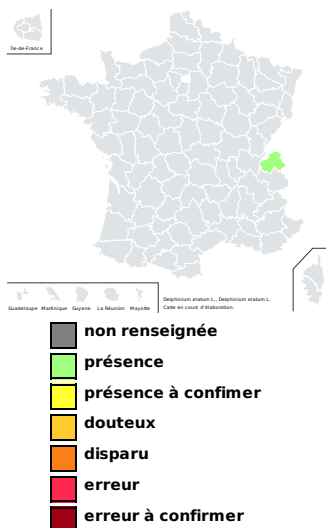 Île-de-France
Guadeloupe Martinique Guyane La Réunion Mayotte
Delphinium elatum L., Delphinium elatum L.
Carte en cours d'élaboration.
non renseignée
présence
présence à confimer
douteux
disparu
erreur
erreur à confirmer